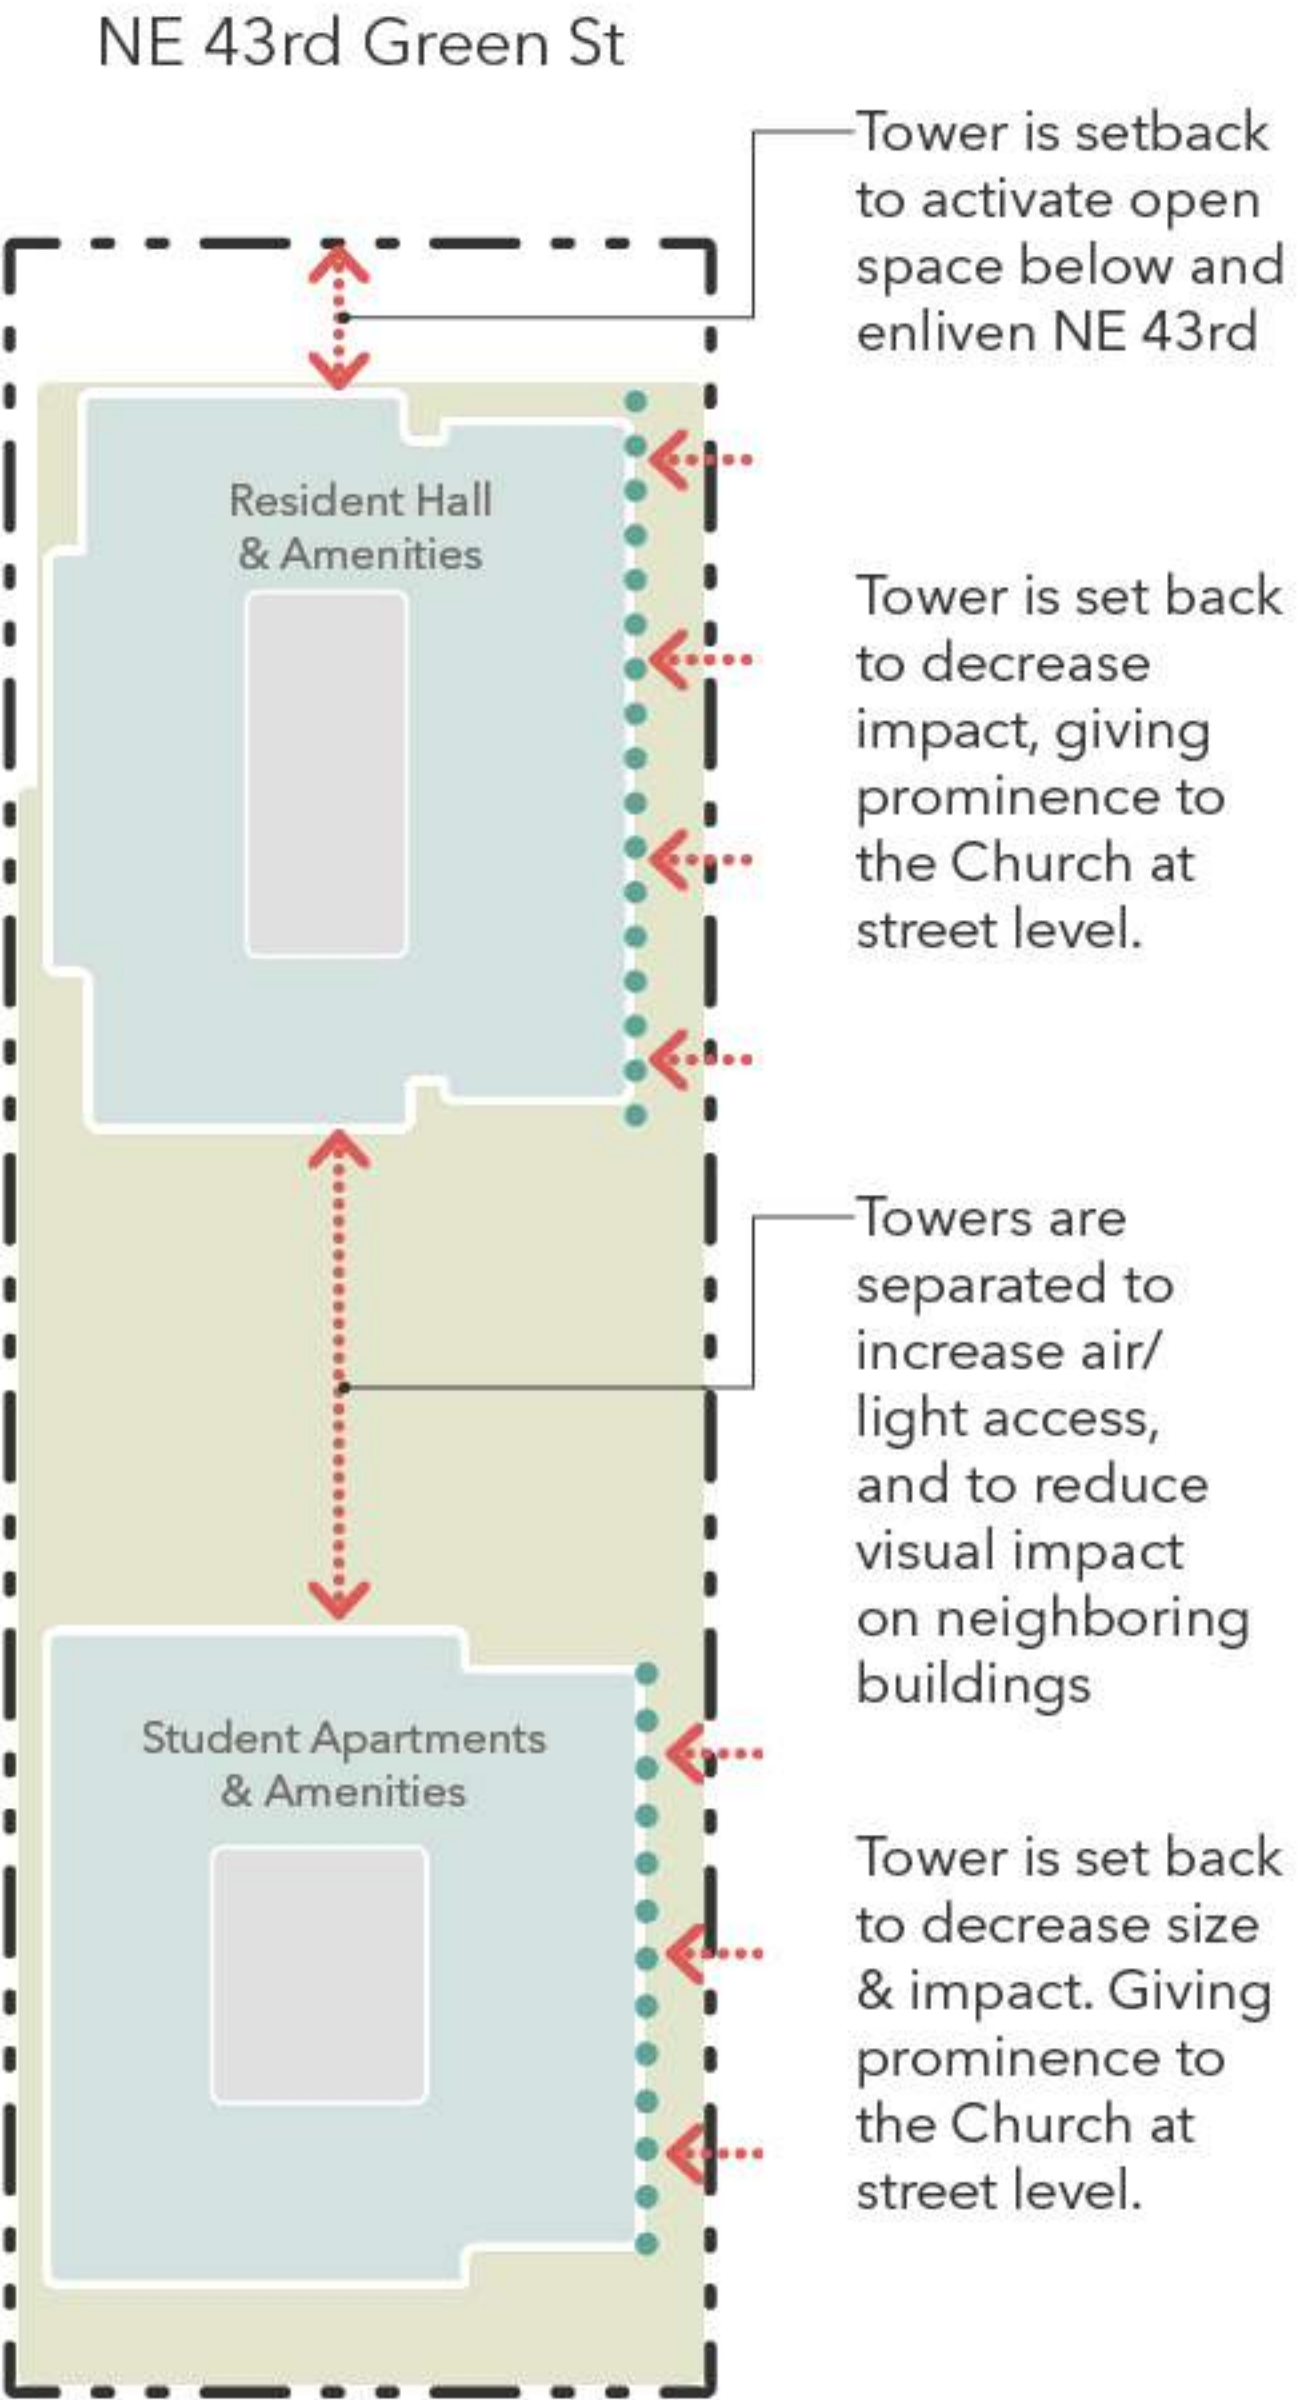 NE 43rd Green St
Tower is setback
to activate open
space below and
enliven NE 43rd
Resident Hall
& Amenities
Tower is set back
to decrease
impact, giving
prominence to
the Church at
street level.
Towers are
separated to
increase air/
light access,
and to reduce
visual impact
on neighboring
buildings
Student Apartments
& Amenities
Tower is set back
to decrease size
& impact. Giving
prominence to
the Church at
street level.